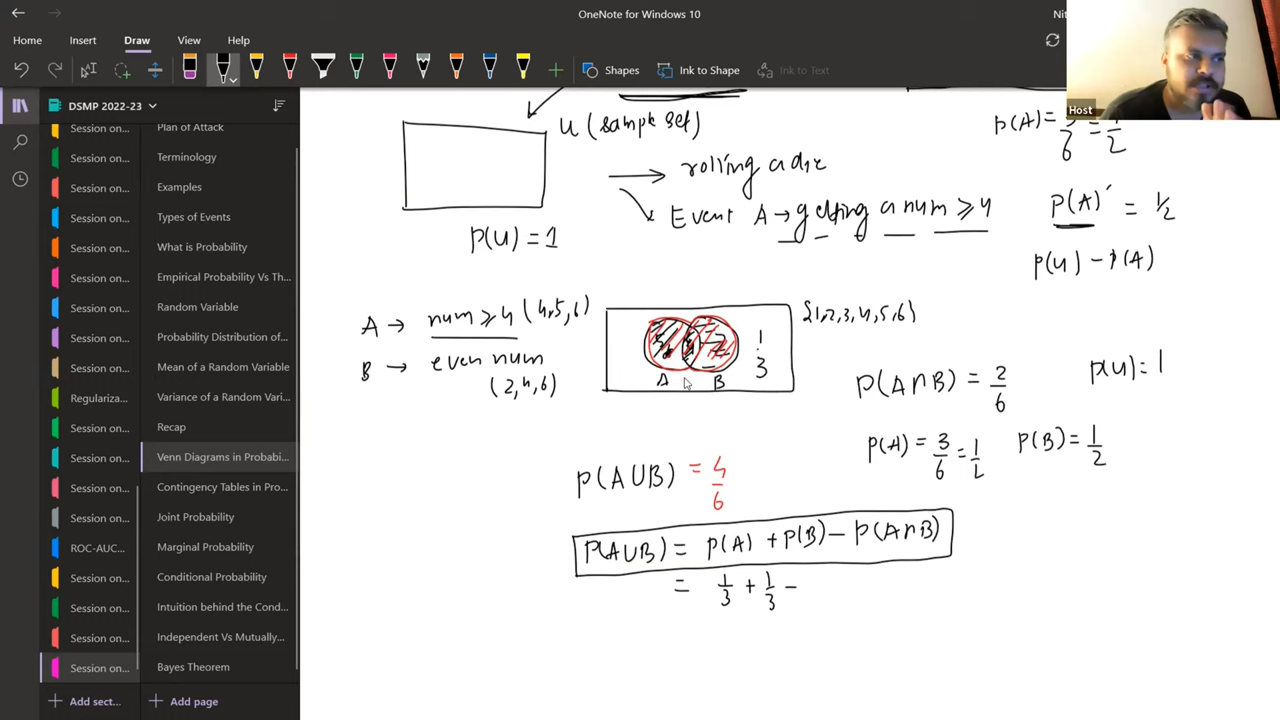 OneNote for Windows 10
Home Insert Draw View Help
Shapes Ink to Shape Ink to Text
DSMP 2022-23
Session on...
Session on...
Session on...
Session on...
Session on...
Session on...
Session on...
Session on...
Session on...
Regulariza...
Session on...
Session on...
Session on...
Session on...
ROC-AUC...
Session on...
Session on...
Session on...
Session on...
Add sect...
Plan of Attack
Terminology
Examples
Types of Events
What is Probability
Empirical Probability Vs Th...
Random Variable
Probability Distribution of...
Mean of a Random Variable
Variance of a Random Vari...
Recap
Venn Diagrams in Probabi...
Contingency Tables in Pro...
Joint Probability
Marginal Probability
Conditional Probability
Intuition behind the Cond...
Independent Vs Mutually...
Bayes Theorem
Add page
Host
U (sample set)
P(U) = 1
→ rolling a die
Event A → getting a num ≥ 4
P(A) = 3/6 = 1/2
P(A)' = 1/2
P(U) - P(A)
A → num ≥ 4 (4,5,6)
B → even num
(2,4,6)
A B
1
3
{1,2,3,4,5,6}
P(A∩B) = 2/6
P(U) = 1
P(A) = 3/6 = 1/2 P(B) = 1/2
P(A∪B) = 4/6
P(A∪B) = P(A) + P(B) - P(A∩B)
= 1/3 + 1/3 -